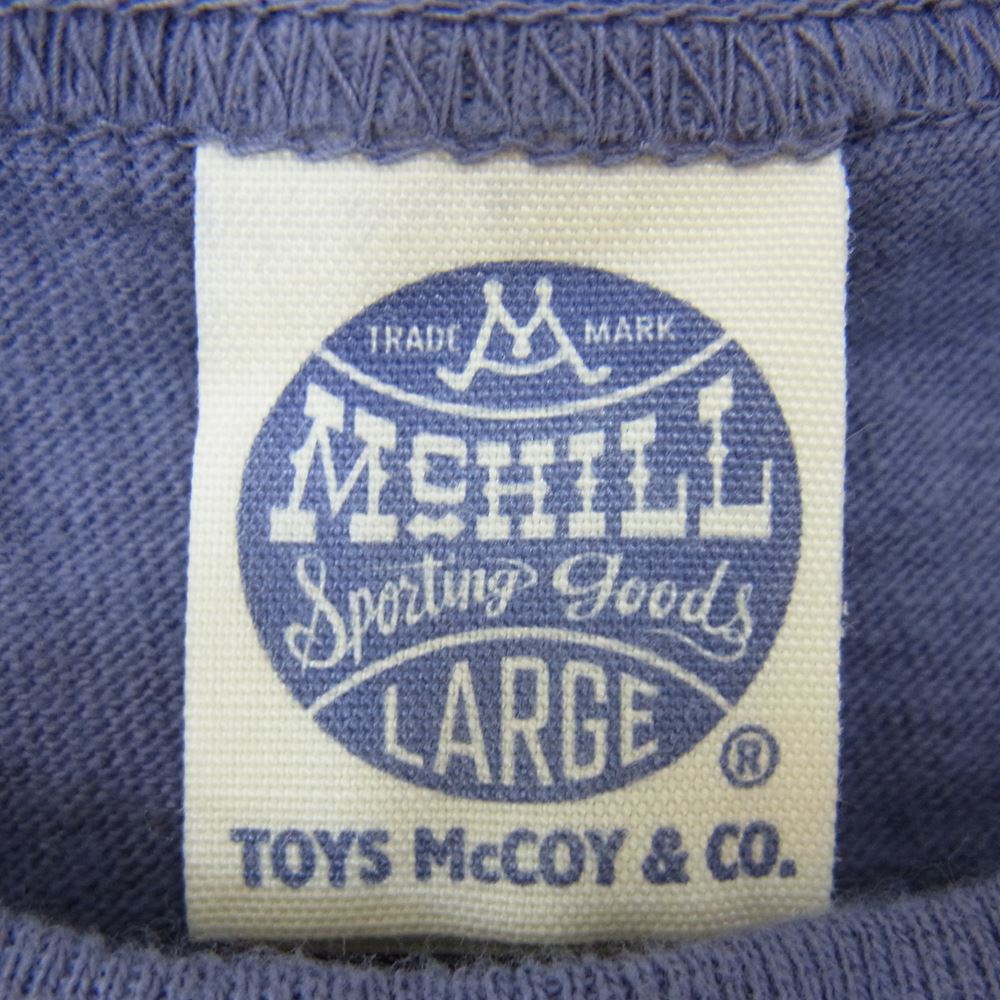 TRADE M MARK
McHILL
Sporting Goods
LARGE
®
TOYS McCOY & CO.